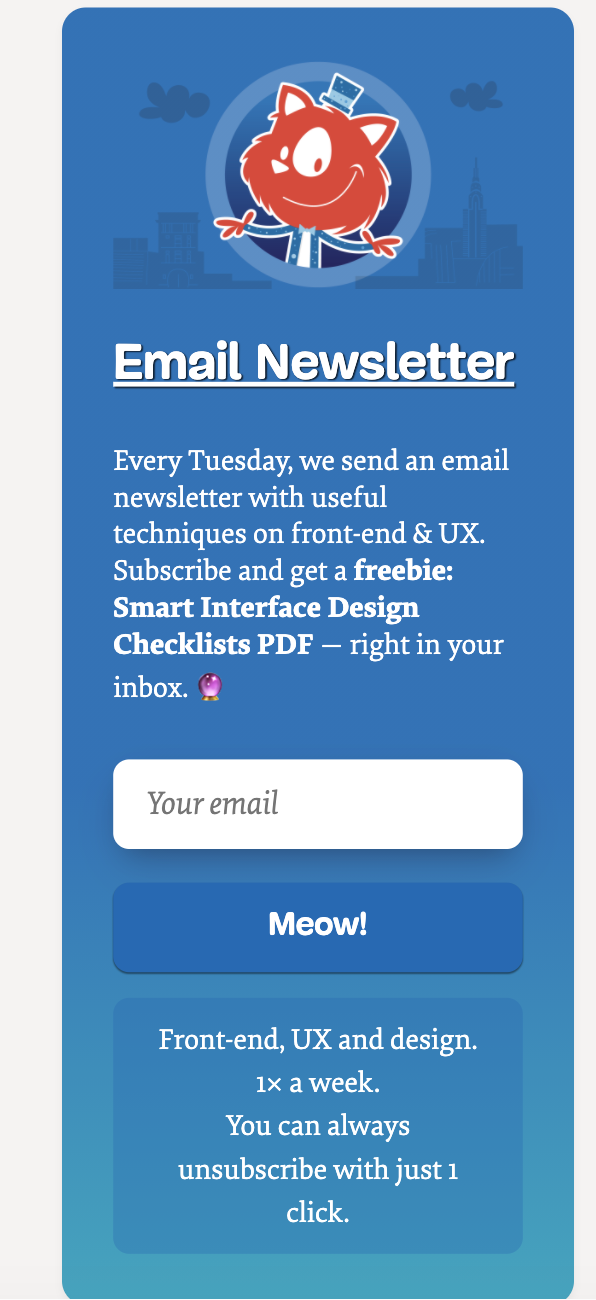 Email Newsletter
Every Tuesday, we send an email
newsletter with useful
techniques on front-end & UX.
Subscribe and get a freebie:
Smart Interface Design
Checklists PDF — right in your
inbox. 🔮
Your email
Meow!
Front-end, UX and design.
1× a week.
You can always
unsubscribe with just 1
click.